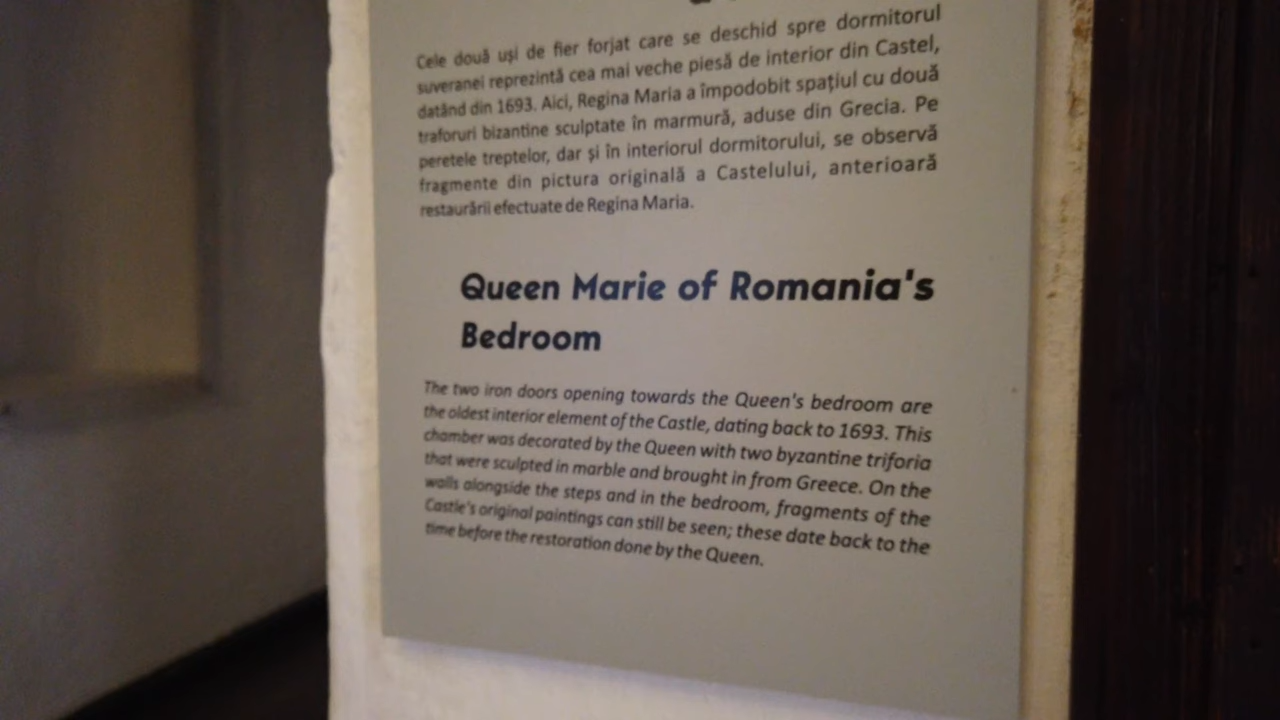 Cele două uși de fier forjat care se deschid spre dormitorul
suveranei reprezintă cea mai veche piesă de interior din Castel,
datând din 1693. Aici, Regina Maria a împodobit spațiul cu două
traforuri bizantine sculptate în marmură, aduse din Grecia. Pe
peretele treptelor, dar și în interiorul dormitorului, se observă
fragmente din pictura originală a Castelului, anterioară
restaurării efectuate de Regina Maria.
Queen Marie of Romania's
Bedroom
The two iron doors opening towards the Queen's bedroom are
the oldest interior element of the Castle, dating back to 1693. This
chamber was decorated by the Queen with two byzantine triforia
that were sculpted in marble and brought in from Greece. On the
walls alongside the steps and in the bedroom, fragments of the
Castle's original paintings can still be seen; these date back to the
time before the restoration done by the Queen.